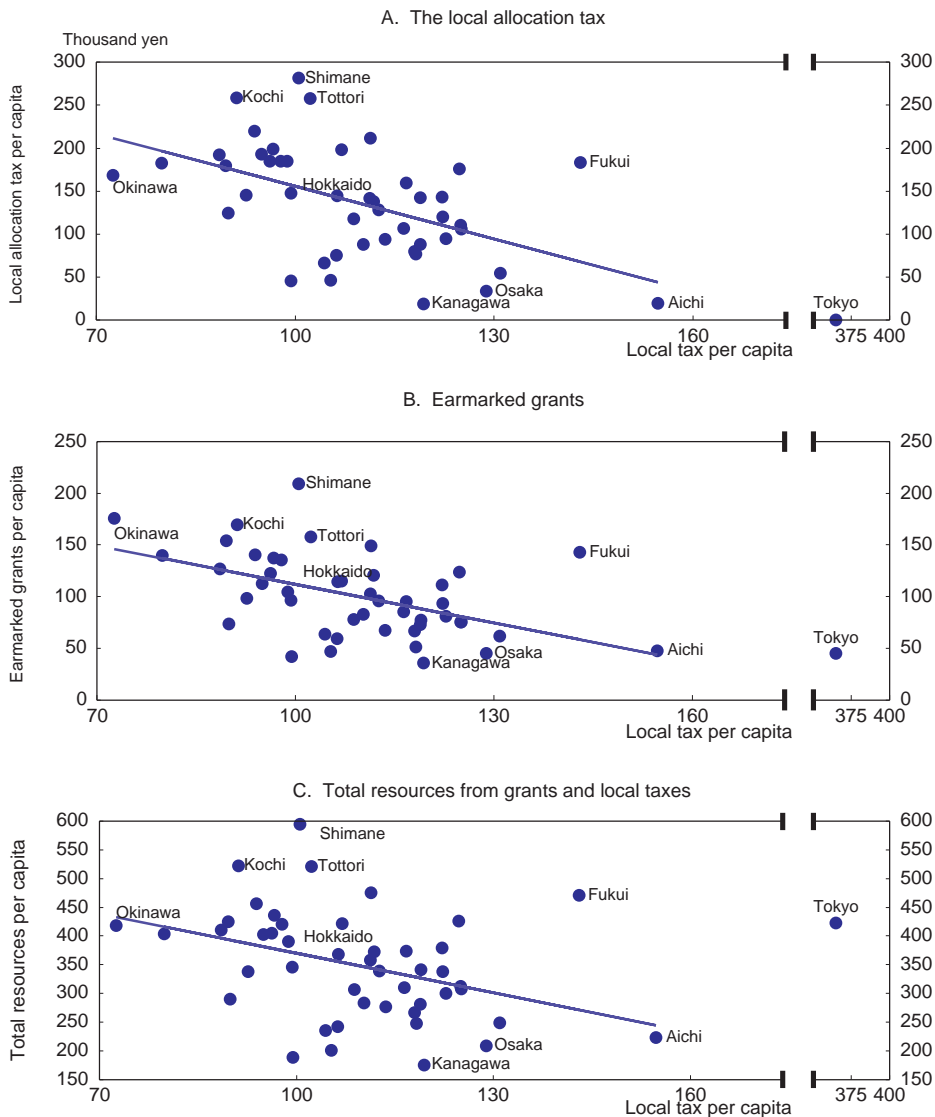 A. The local allocation tax
Thousand yen
Local allocation tax per capita
300 300
250 250
200 200
150 150
100 100
50 50
0 0
Shimane
Kochi Tottori
Fukui
Okinawa Hokkaido
Osaka
Kanagawa Aichi Tokyo
70 100 130 160 375 400
Local tax per capita
B. Earmarked grants
Earmarked grants per capita
250 250
200 200
150 150
100 100
50 50
0 0
Shimane
Kochi
Okinawa Tottori
Fukui
Hokkaido
Osaka Aichi Tokyo
Kanagawa
70 100 130 160 375 400
Local tax per capita
C. Total resources from grants and local taxes
Total resources per capita
600 600
550 550
500 500
450 450
400 400
350 350
300 300
250 250
200 200
150 150
Shimane
Kochi Tottori
Fukui
Okinawa Tokyo
Hokkaido
Osaka Aichi
Kanagawa
70 100 130 160 375 400
Local tax per capita